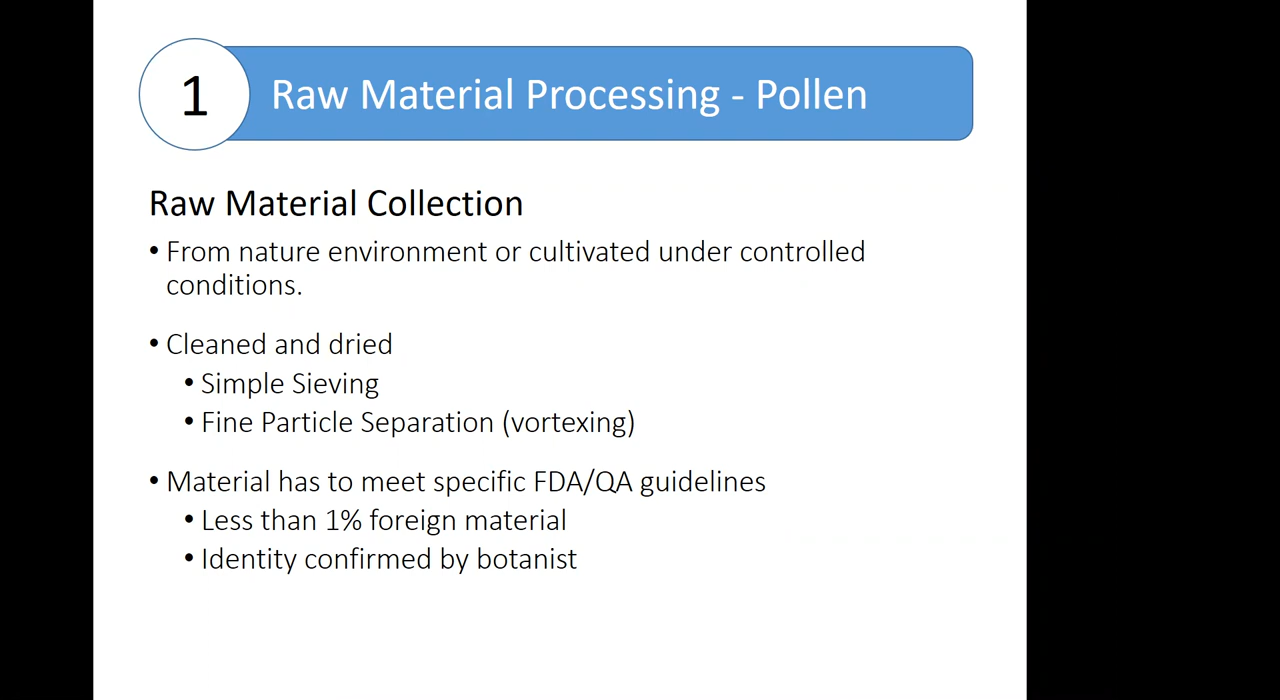 1
Raw Material Processing - Pollen
Raw Material Collection
• From nature environment or cultivated under controlled
conditions.
• Cleaned and dried
• Simple Sieving
• Fine Particle Separation (vortexing)
• Material has to meet specific FDA/QA guidelines
• Less than 1% foreign material
• Identity confirmed by botanist